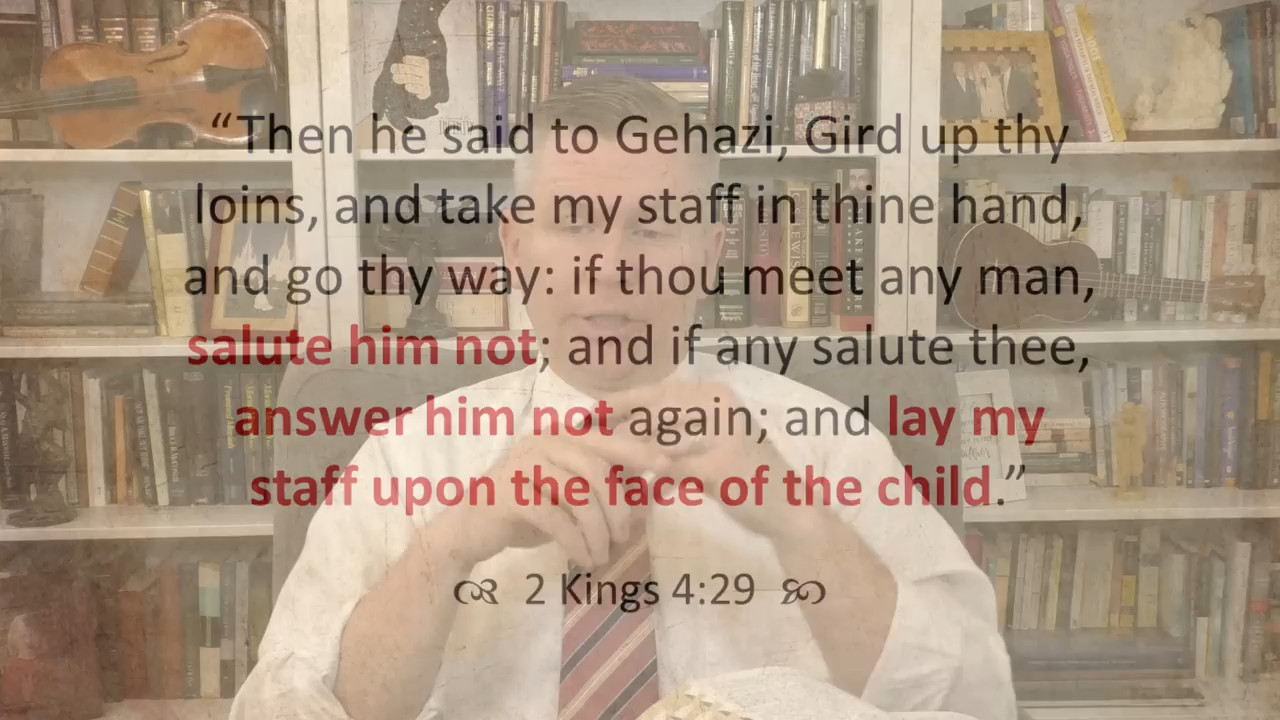 “Then he said to Gehazi, Gird up thy
loins, and take my staff in thine hand,
and go thy way: if thou meet any man,
salute him not; and if any salute thee,
answer him not again; and lay my
staff upon the face of the child.”
2 Kings 4:29